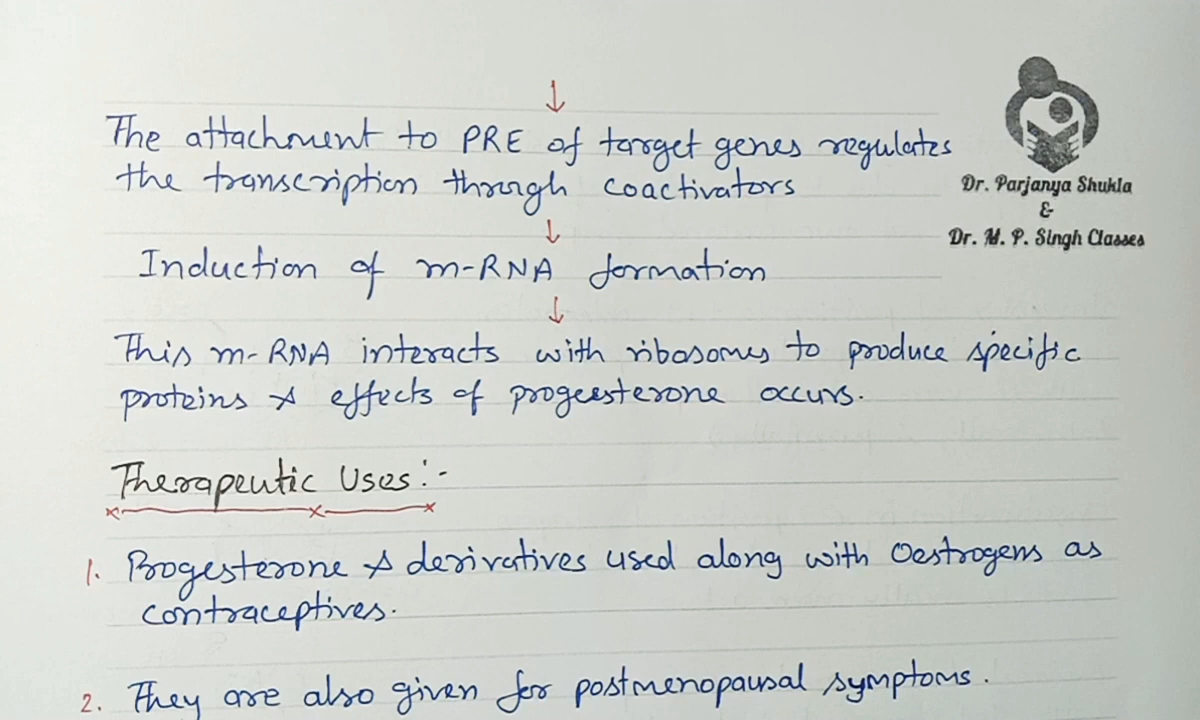 ↓
The attachment to PRE of target genes regulates
the transcription through coactivators
↓
Induction of m-RNA formation
↓
This m-RNA interacts with ribosomes to produce specific
proteins & effects of progeesterone occurs.
Therapeutic Uses:-
1. Progesterone & derivatives used along with Oestrogens as
contraceptives.
2. They are also given for postmenopausal symptoms.
Dr. Parjanya Shukla
&
Dr. M. P. Singh Classes